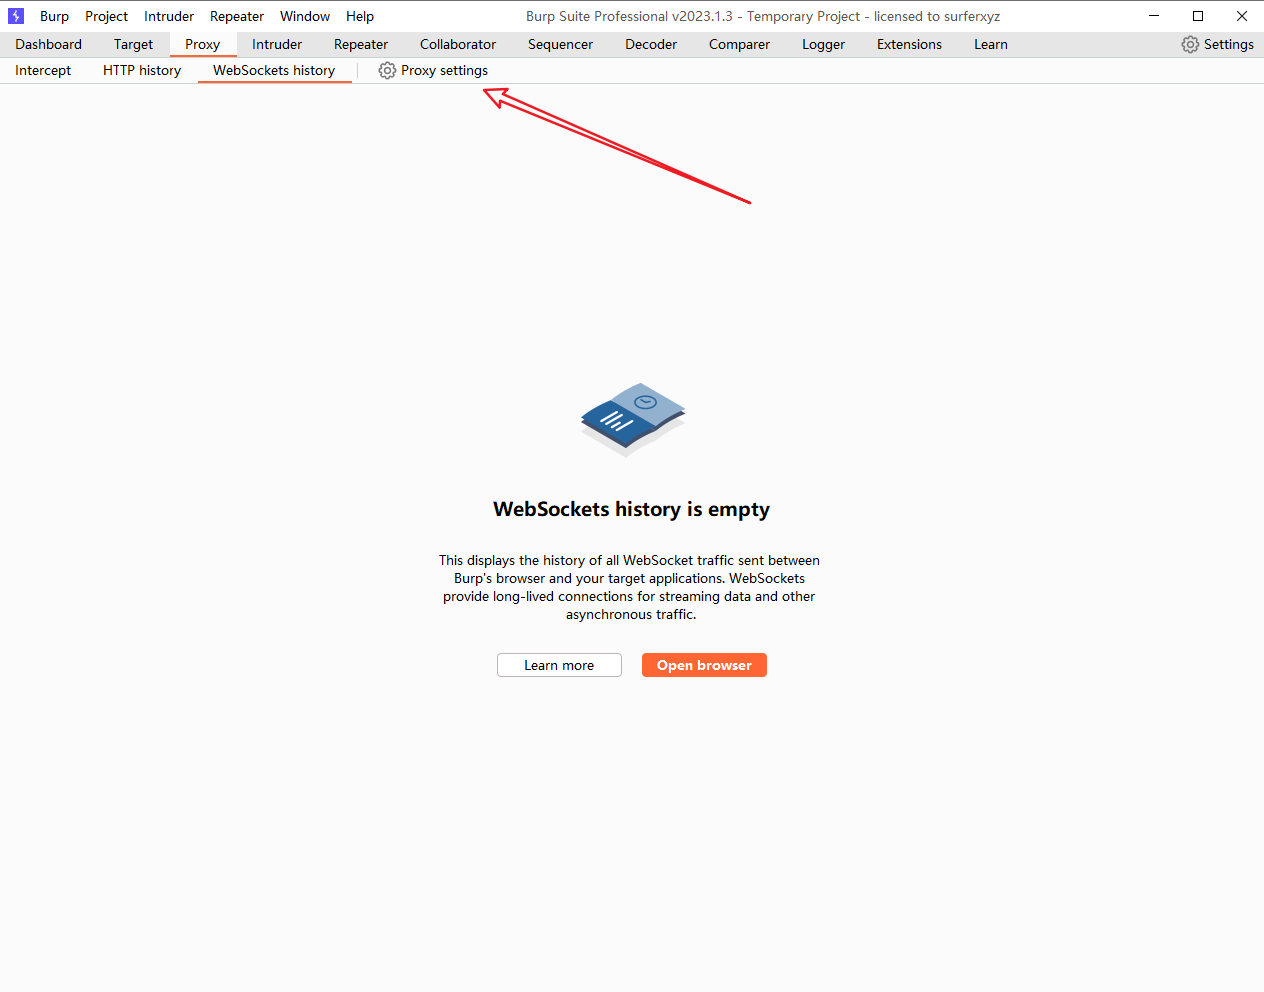 Burp Project Intruder Repeater Window Help Burp Suite Professional v2023.1.3 - Temporary Project - licensed to surferxyz
Dashboard Target Proxy Intruder Repeater Collaborator Sequencer Decoder Comparer Logger Extensions Learn Settings
Intercept HTTP history WebSockets history Proxy settings
WebSockets history is empty
This displays the history of all WebSocket traffic sent between
Burp's browser and your target applications. WebSockets
provide long-lived connections for streaming data and other
asynchronous traffic.
Learn more Open browser